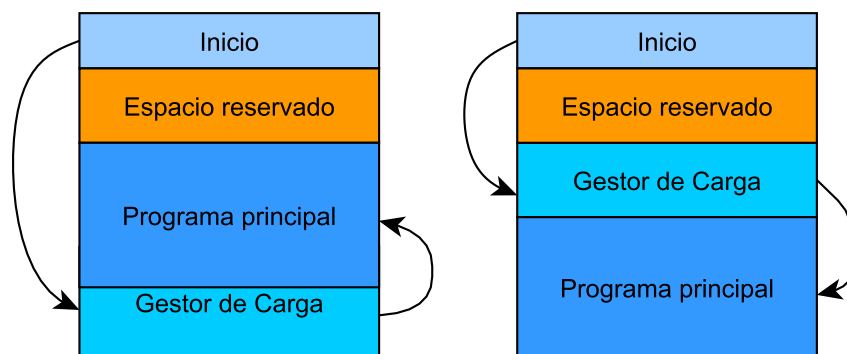 Inicio
Espacio reservado
Programa principal
Gestor de Carga
Inicio
Espacio reservado
Gestor de Carga
Programa principal